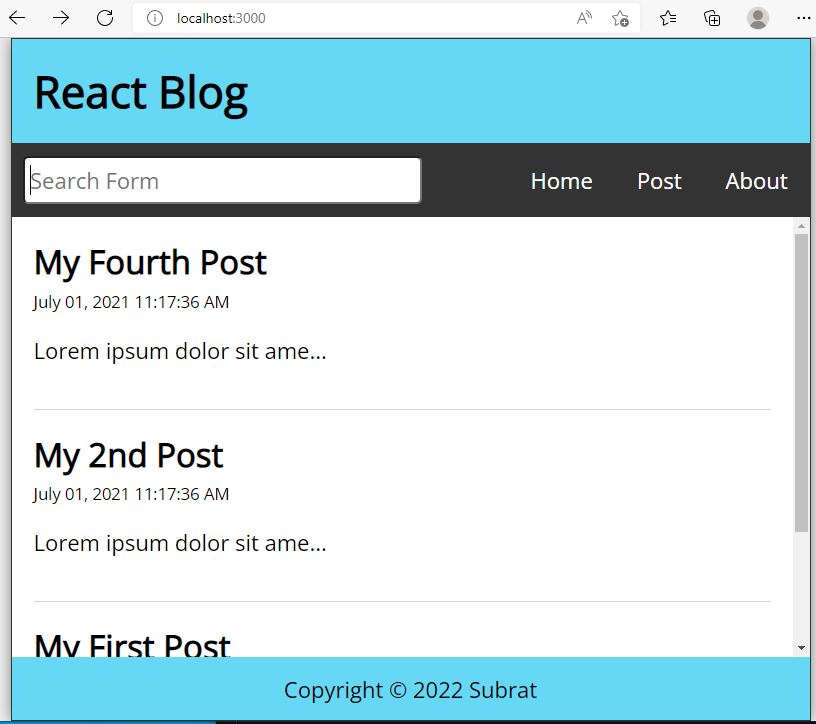 localhost:3000
React Blog
Search Form
Home Post About
My Fourth Post
July 01, 2021 11:17:36 AM
Lorem ipsum dolor sit ame...
My 2nd Post
July 01, 2021 11:17:36 AM
Lorem ipsum dolor sit ame...
My First Post
Copyright © 2022 Subrat